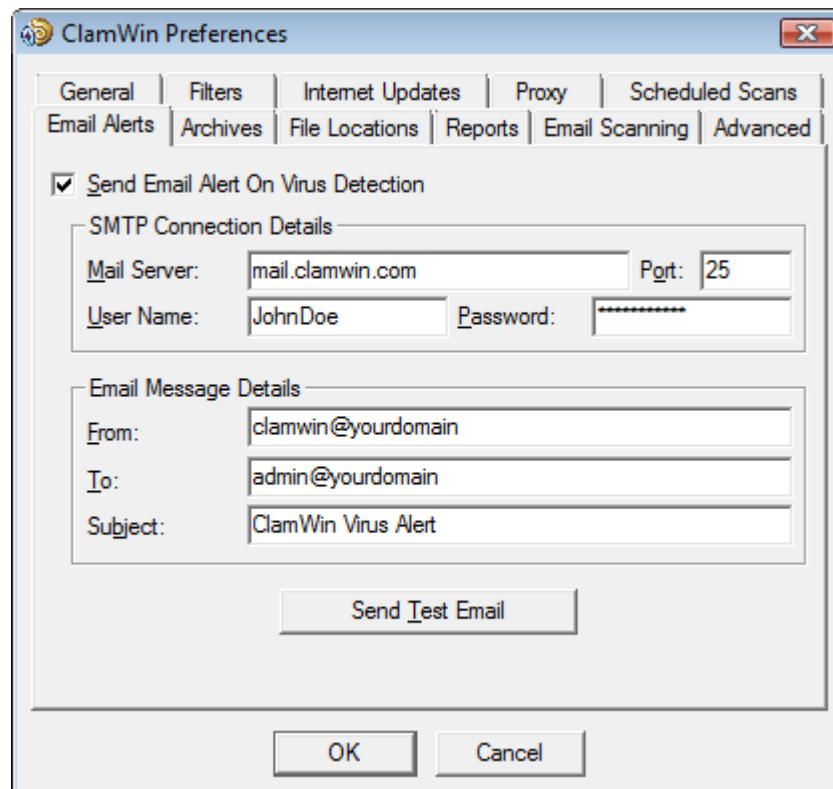 ClamWin Preferences
General Filters Internet Updates Proxy Scheduled Scans
Email Alerts Archives File Locations Reports Email Scanning Advanced
Send Email Alert On Virus Detection
SMTP Connection Details
Mail Server: mail.clamwin.com Port: 25
User Name: JohnDoe Password: ***********
Email Message Details
From: clamwin@yourdomain
To: admin@yourdomain
Subject: ClamWin Virus Alert
Send Test Email
OK Cancel